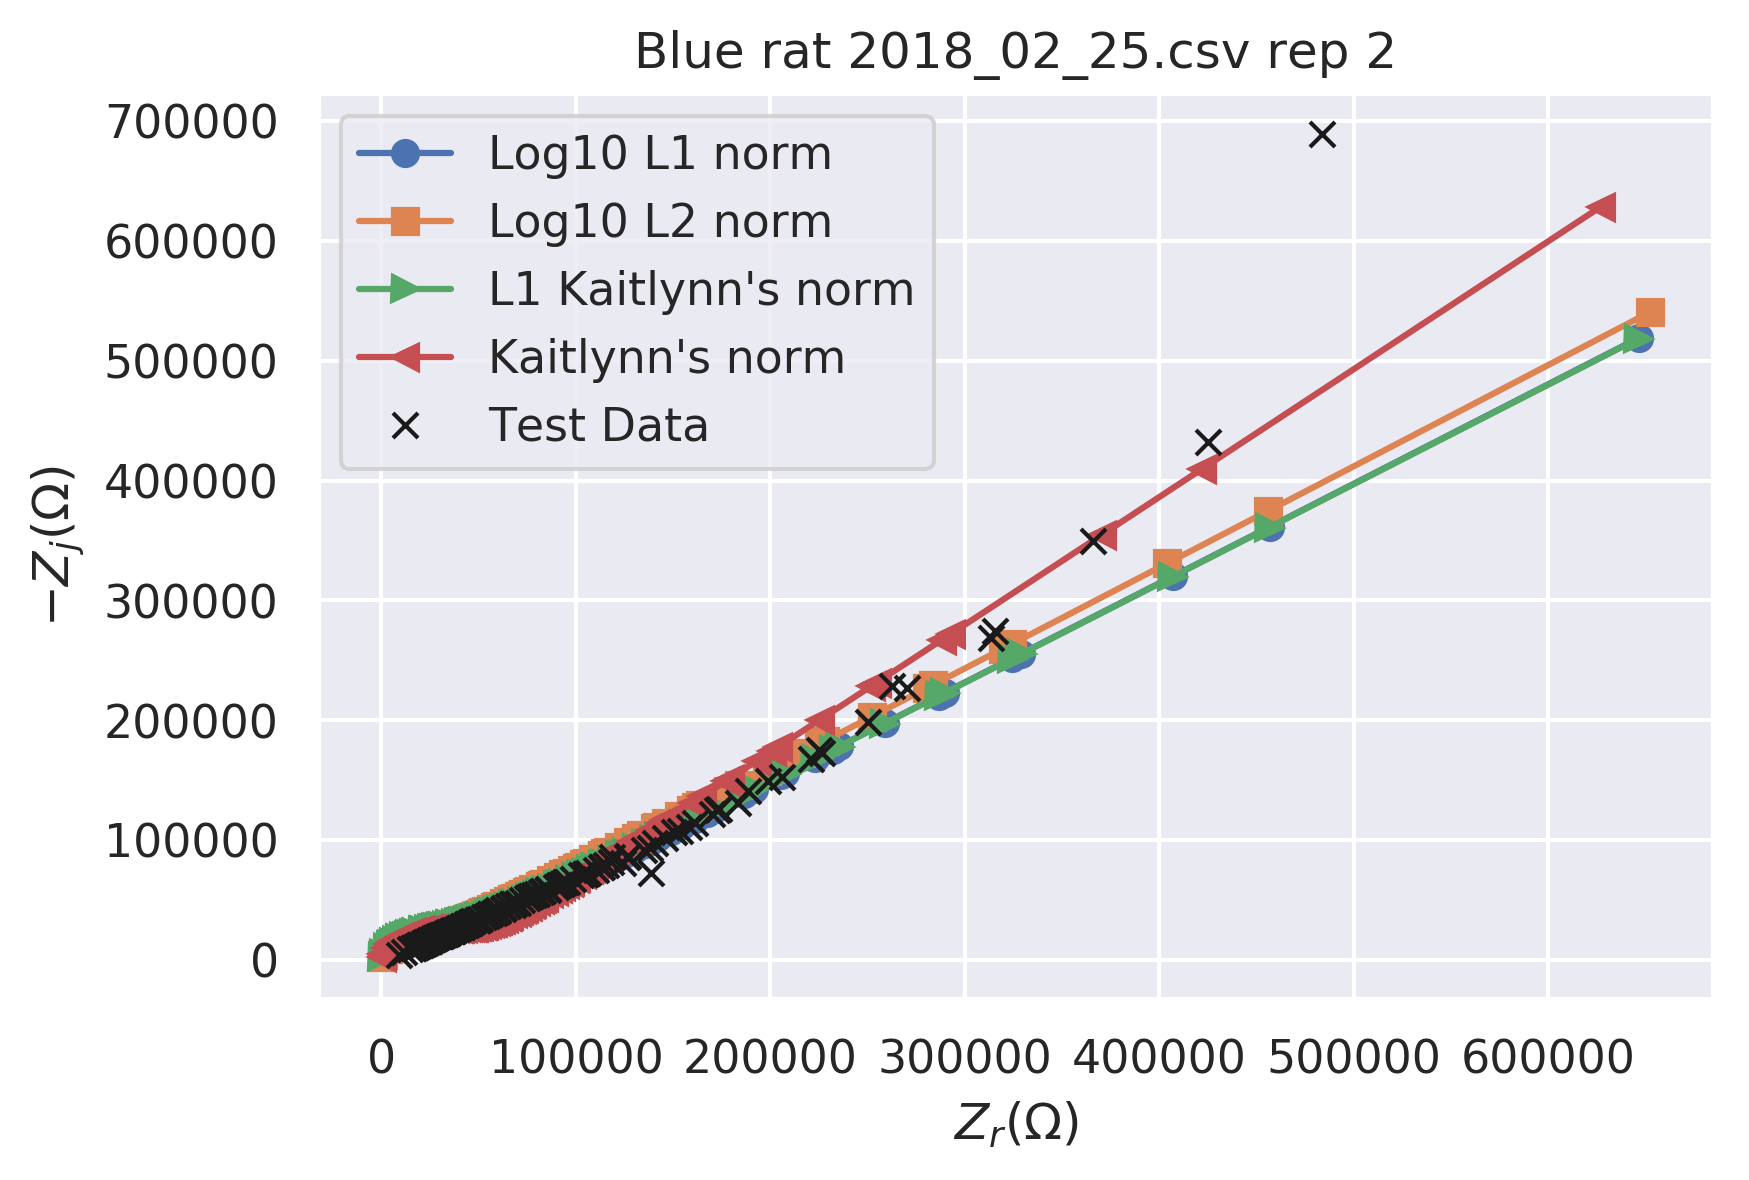 Blue rat 2018_02_25.csv rep 2
700000
600000
500000
400000
300000
200000
100000
0
−Z_j(Ω)
Log10 L1 norm
Log10 L2 norm
L1 Kaitlynn's norm
Kaitlynn's norm
Test Data
0 100000 200000 300000 400000 500000 600000
Z_r(Ω)